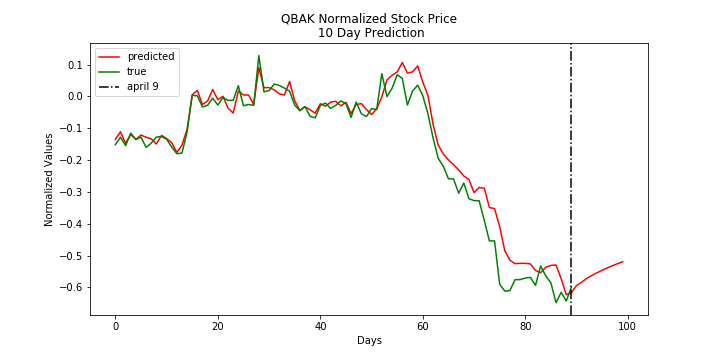 QBAK Normalized Stock Price
10 Day Prediction
predicted
true
april 9
Normalized Values
0.1
0.0
−0.1
−0.2
−0.3
−0.4
−0.5
−0.6
0 20 40 60 80 100
Days